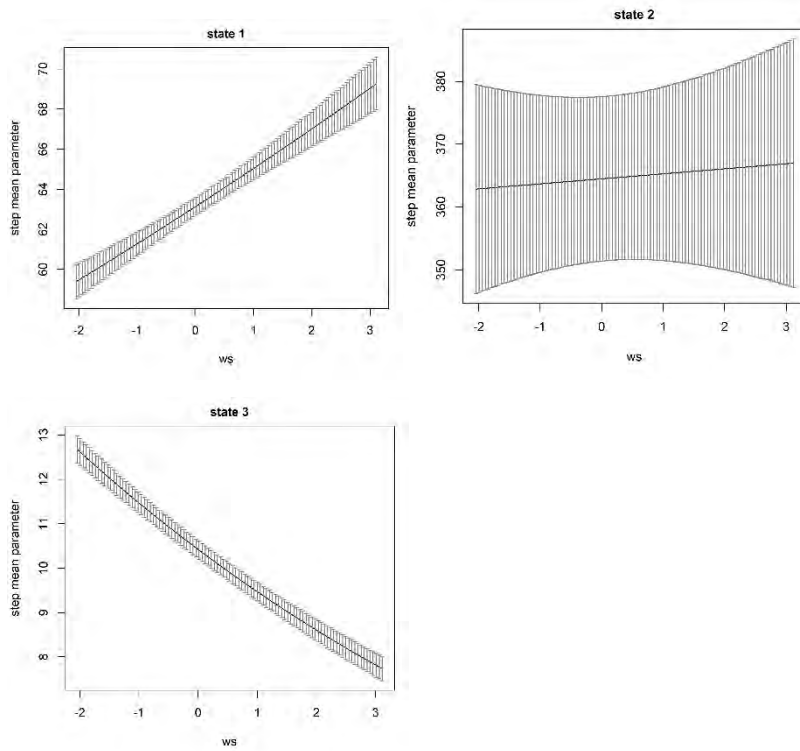 state 1
step mean parameter
70
68
66
64
62
60
-2 -1 0 1 2 3
ws
state 2
step mean parameter
380
370
360
350
-2 -1 0 1 2 3
ws
state 3
step mean parameter
13
12
11
10
9
8
-2 -1 0 1 2 3
ws